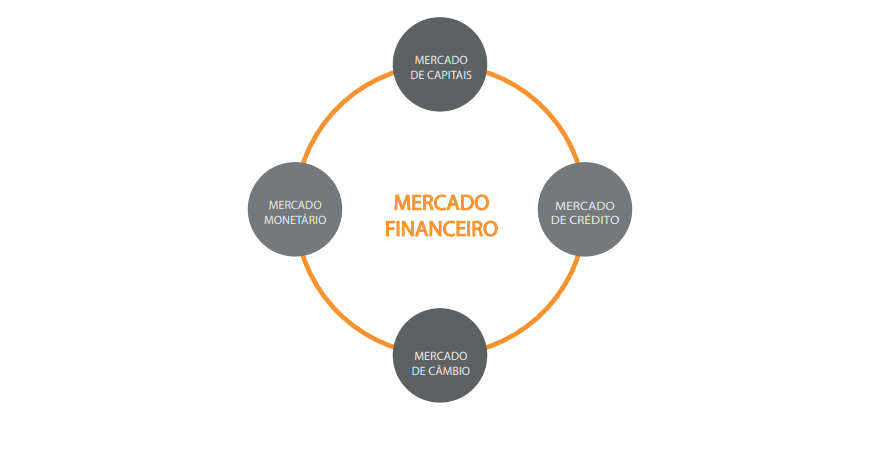 MERCADO
DE CAPITAIS
MERCADO
MONETÁRIO
MERCADO
FINANCEIRO
MERCADO
DE CRÉDITO
MERCADO
DE CÂMBIO